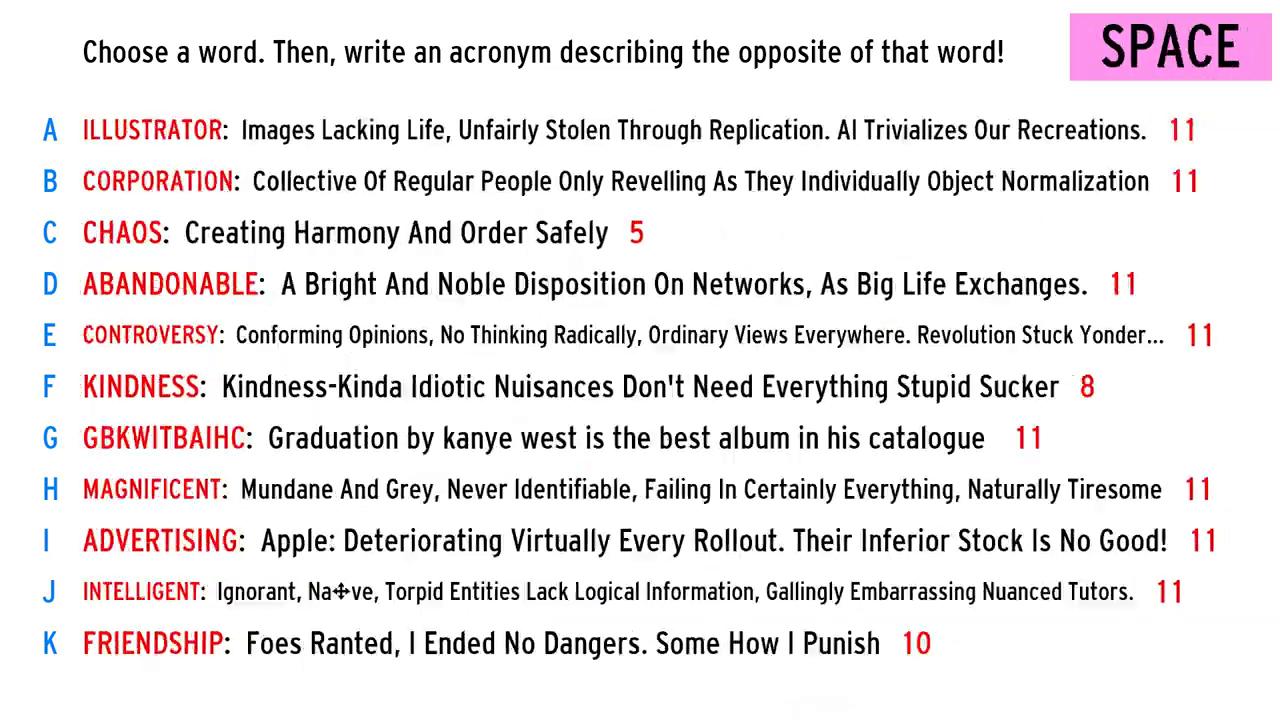 Choose a word. Then, write an acronym describing the opposite of that word!
SPACE
A ILLUSTRATOR: Images Lacking Life, Unfairly Stolen Through Replication. AI Trivializes Our Recreations. 11
B CORPORATION: Collective Of Regular People Only Revelling As They Individually Object Normalization 11
C CHAOS: Creating Harmony And Order Safely 5
D ABANDONABLE: A Bright And Noble Disposition On Networks, As Big Life Exchanges. 11
E CONTROVERSY: Conforming Opinions, No Thinking Radically, Ordinary Views Everywhere. Revolution Stuck Yonder... 11
F KINDNESS: Kindness-Kinda Idiotic Nuisances Don't Need Everything Stupid Sucker 8
G GBKWITBAIHC: Graduation by kanye west is the best album in his catalogue 11
H MAGNIFICENT: Mundane And Grey, Never Identifiable, Failing In Certainly Everything, Naturally Tiresome 11
I ADVERTISING: Apple: Deteriorating Virtually Every Rollout. Their Inferior Stock Is No Good! 11
J INTELLIGENT: Ignorant, Na✥ve, Torpid Entities Lack Logical Information, Gallingly Embarrassing Nuanced Tutors. 11
K FRIENDSHIP: Foes Ranted, I Ended No Dangers. Some How I Punish 10